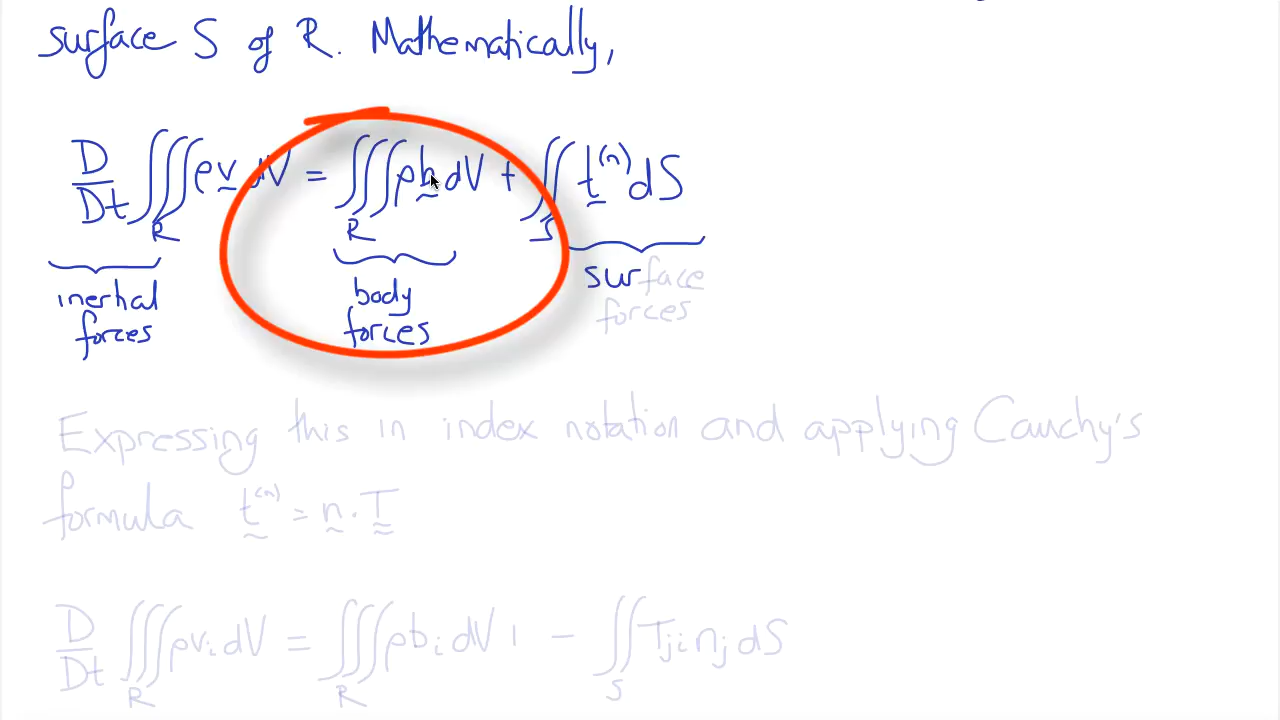 surface S of R. Mathematically,
D/Dt ∭_R ρv dV = ∭_R ρb dV + ∬_S t^(n) dS
inertial forces
body forces
surface forces
Expressing this in index notation and applying Cauchy's
formula t^(n) = n · T
D/Dt ∭_R ρv_i dV = ∭_R ρb_i dV + ∬_S T_ji n_j dS